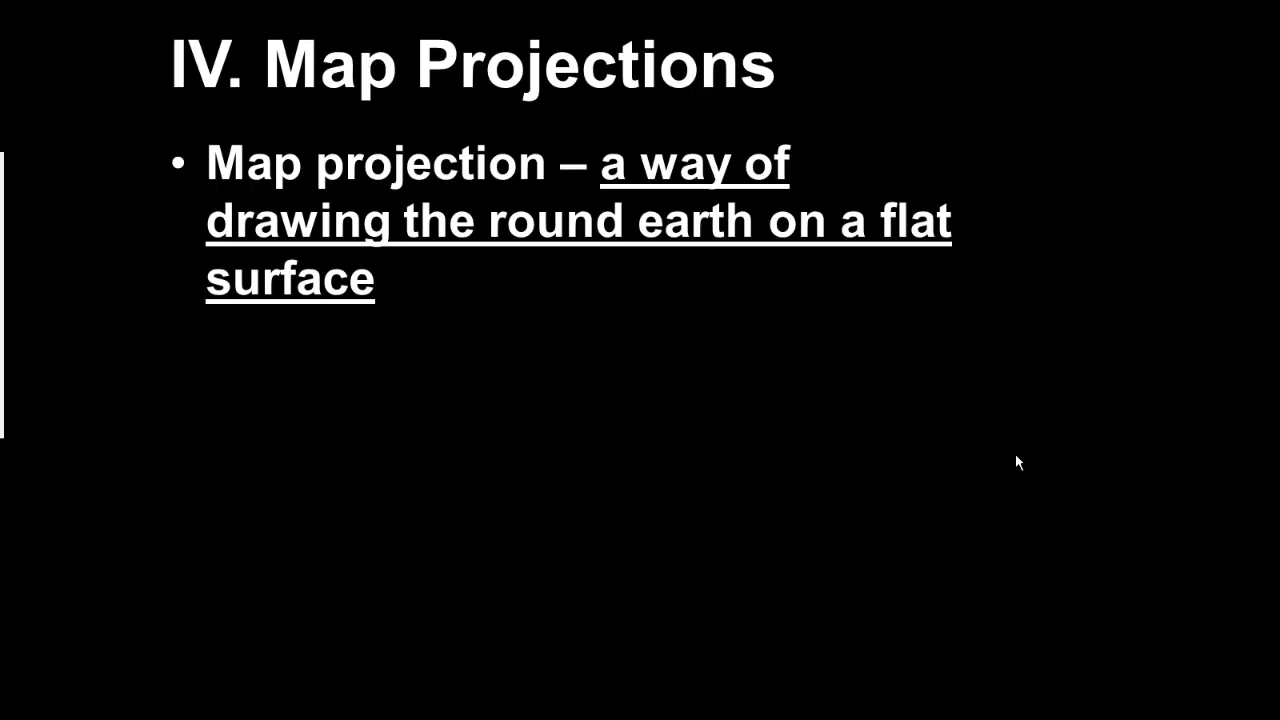 IV. Map Projections
• Map projection – a way of
drawing the round earth on a flat
surface